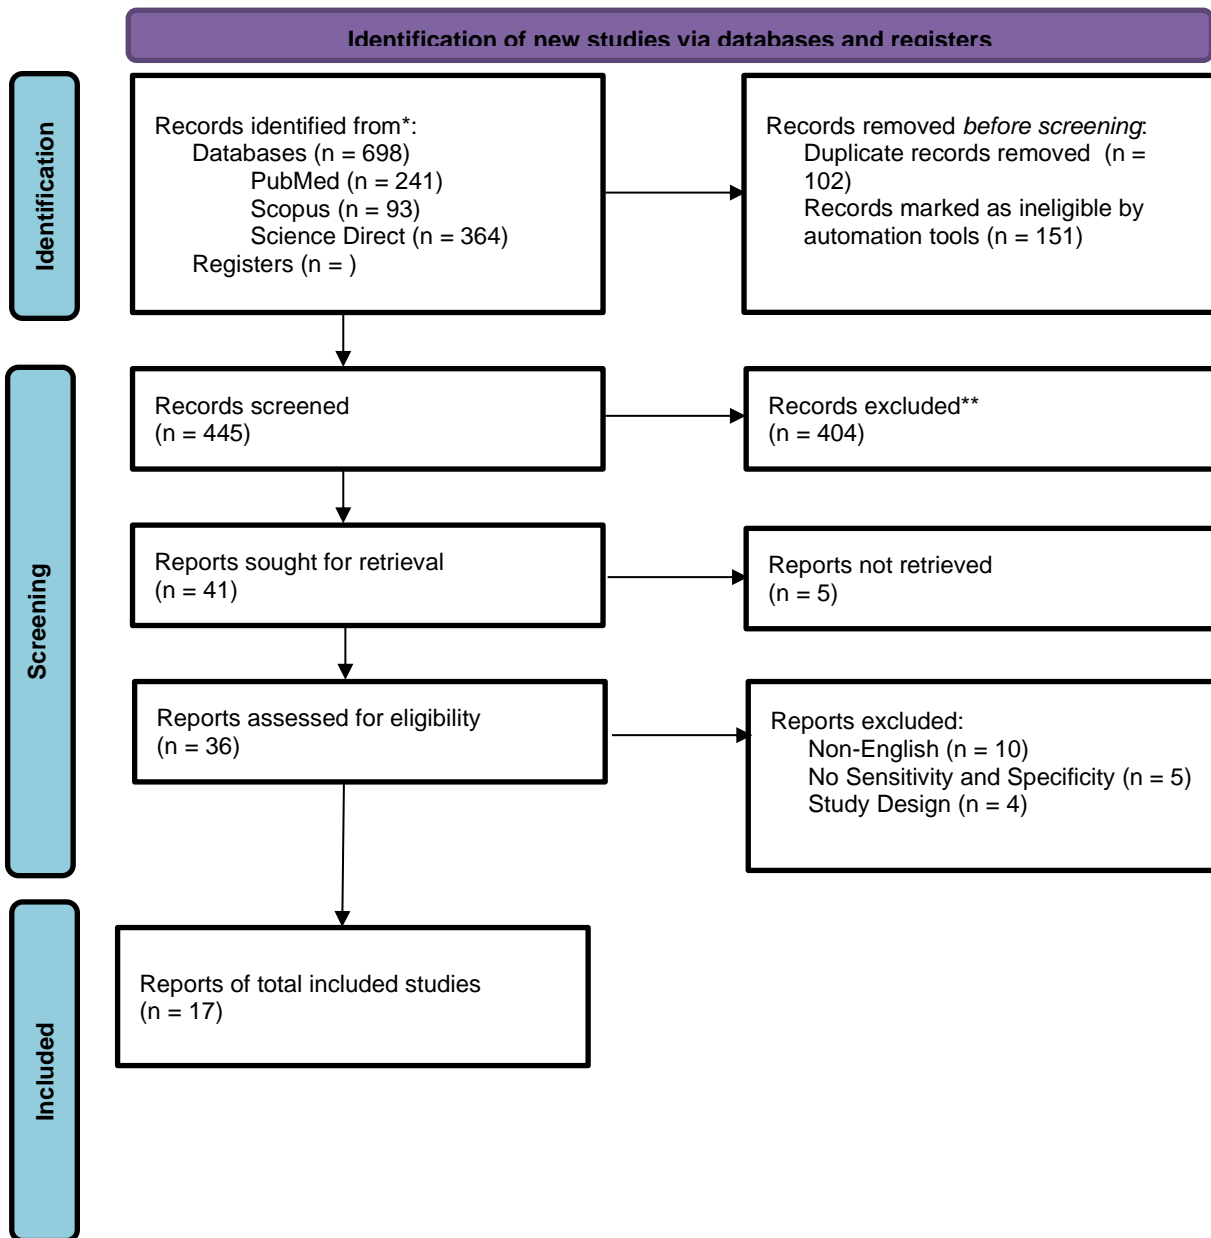 Identification of new studies via databases and registers
Identification
Records identified from*:
Databases (n = 698)
PubMed (n = 241)
Scopus (n = 93)
Science Direct (n = 364)
Registers (n = )
Records removed before screening:
Duplicate records removed (n =
102)
Records marked as ineligible by
automation tools (n = 151)
Screening
Records screened
(n = 445)
Records excluded**
(n = 404)
Reports sought for retrieval
(n = 41)
Reports not retrieved
(n = 5)
Reports assessed for eligibility
(n = 36)
Reports excluded:
Non-English (n = 10)
No Sensitivity and Specificity (n = 5)
Study Design (n = 4)
Included
Reports of total included studies
(n = 17)